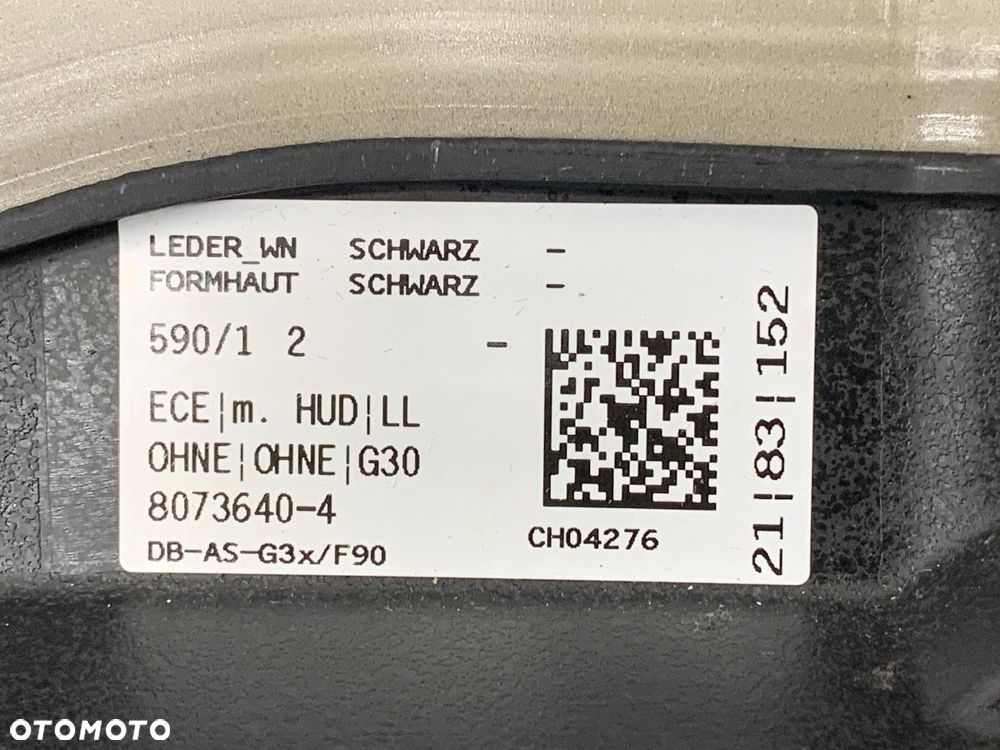 LEDER_WN SCHWARZ -
FORMHAUT SCHWARZ -
590/1 2 -
ECE|m. HUD|LL
OHNE|OHNE|G30
8073640-4
DB-AS-G3x/F90
CH04276
21|83|152
OTOMOTO